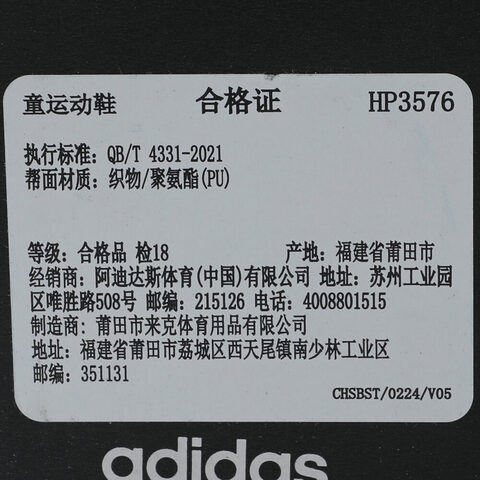 童运动鞋 合格证 HP3576
执行标准: QB/T 4331-2021
帮面材质: 织物/聚氨酯(PU)
等级: 合格品 检18 产地: 福建省莆田市
经销商: 阿迪达斯体育(中国)有限公司 地址: 苏州工业园
区唯胜路508号 邮编: 215126 电话: 4008801515
制造商: 莆田市来克体育用品有限公司
地址: 福建省莆田市荔城区西天尾镇南少林工业区
邮编: 351131
CHSBST/0224/V05
adidas